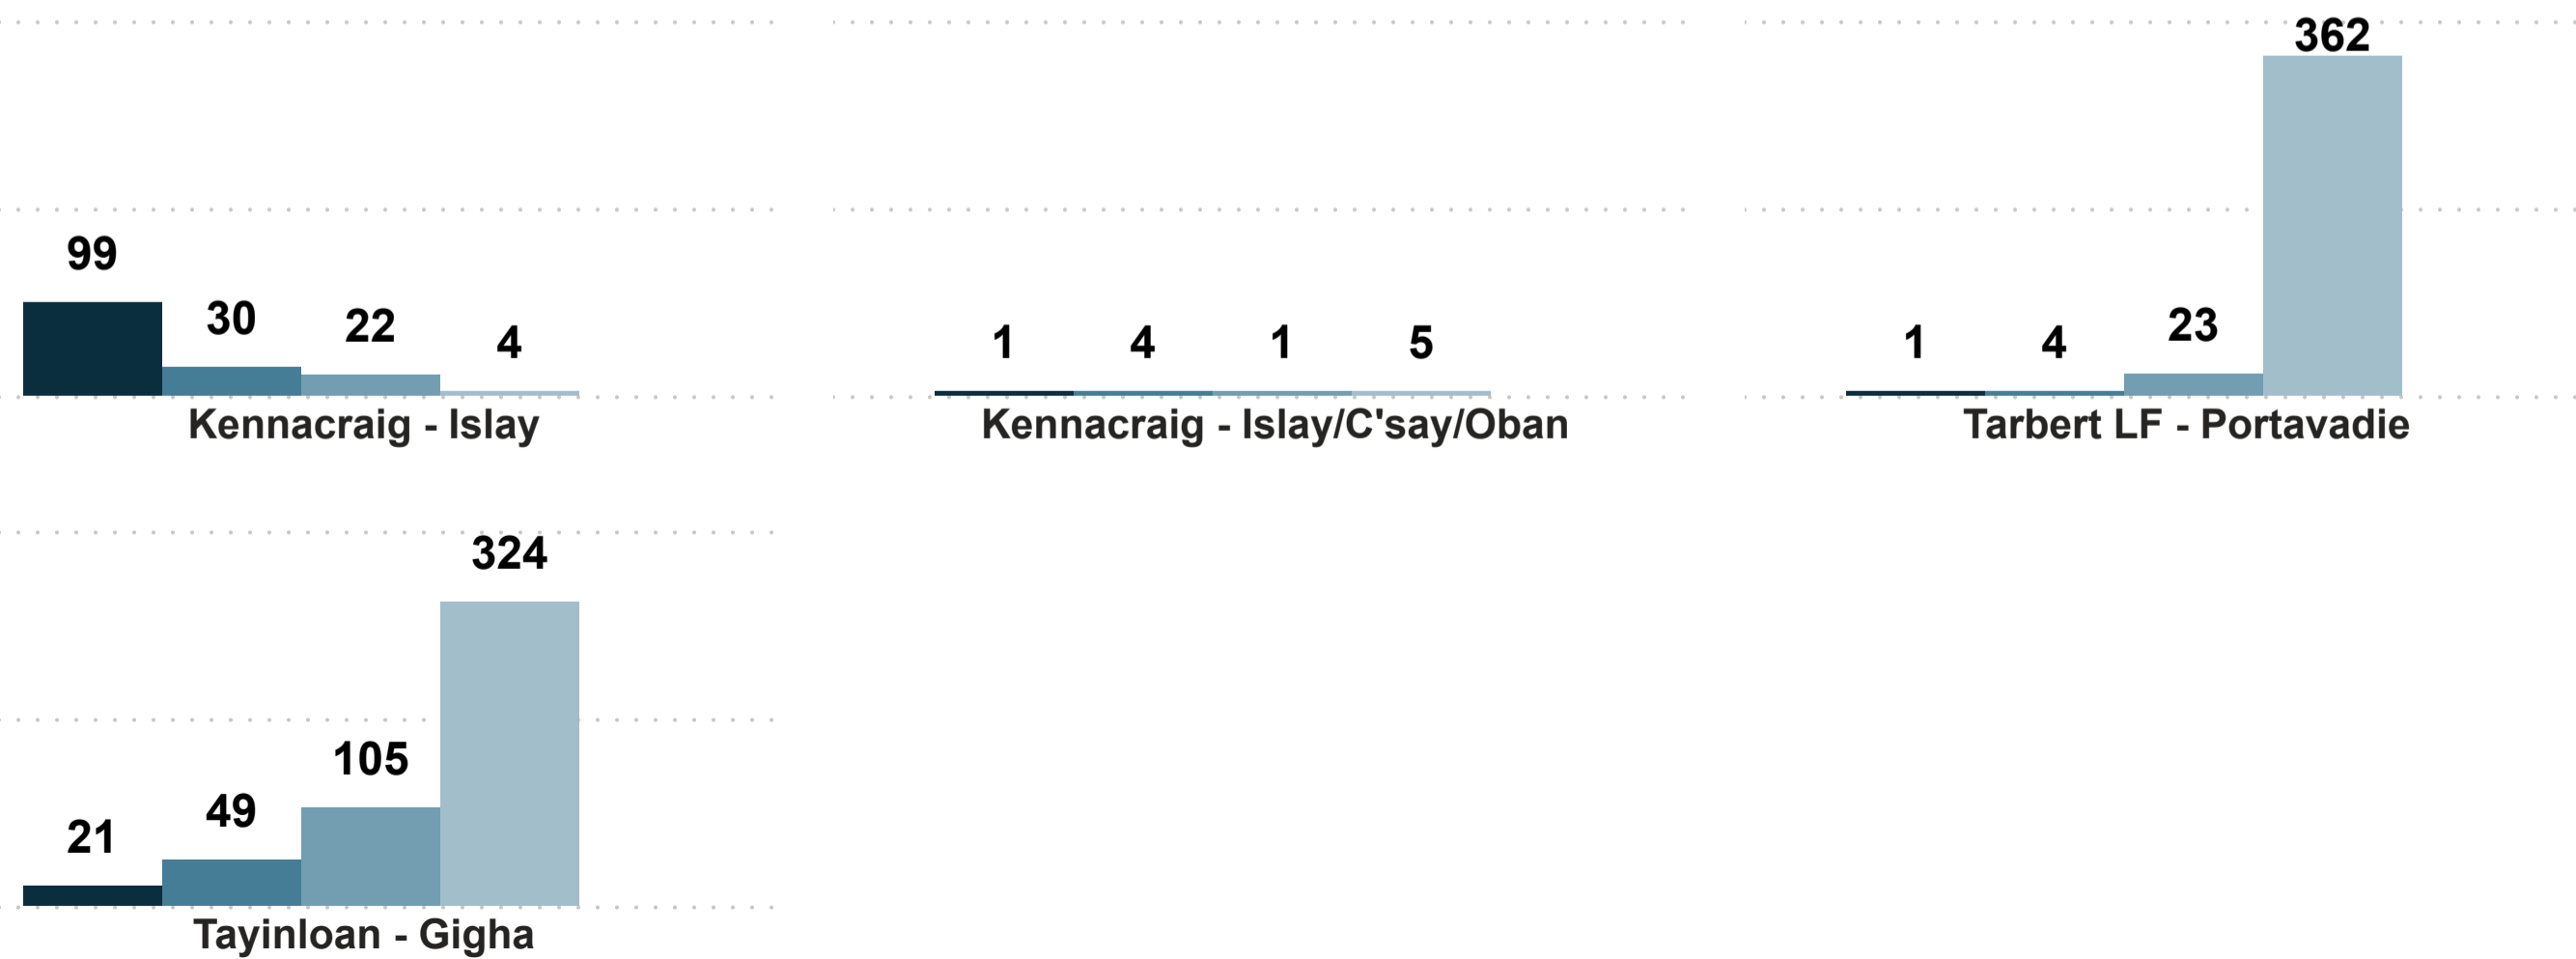 99 30 22 4
Kennacraig - Islay
1 4 1 5
Kennacraig - Islay/C'say/Oban
1 4 23 362
Tarbert LF - Portavadie
21 49 105 324
Tayinloan - Gigha